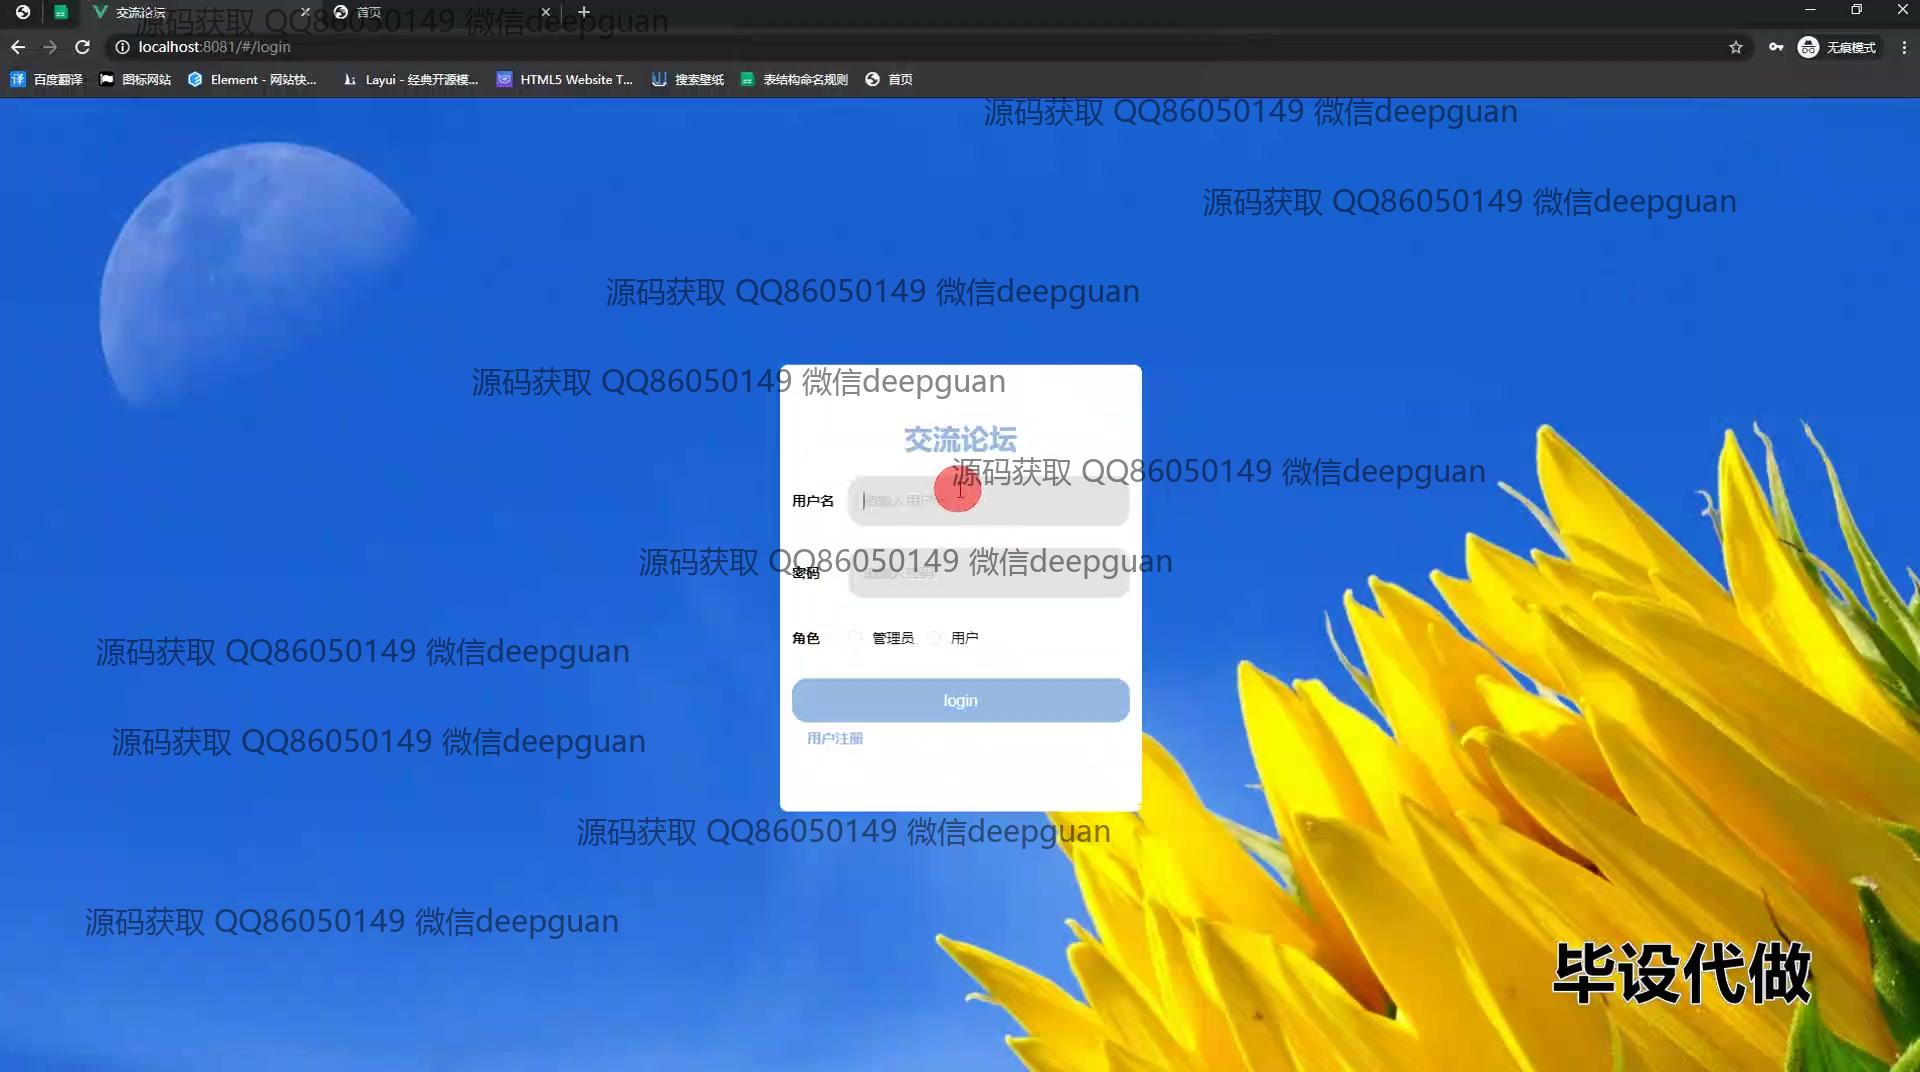 交流论坛
首页
源码获取 QQ86050149 微信deepguan
localhost:8081/#/login
无痕模式
百度翻译 图标网站 Element - 网站快... Layui - 经典开源模... HTML5 Website T... 搜索壁纸 表结构命名规则 首页
源码获取 QQ86050149 微信deepguan
源码获取 QQ86050149 微信deepguan
源码获取 QQ86050149 微信deepguan
源码获取 QQ86050149 微信deepguan
交流论坛
源码获取 QQ86050149 微信deepguan
用户名 请输入用户名
源码获取 QQ86050149 微信deepguan
密码 请输入密码
角色 管理员 用户
源码获取 QQ86050149 微信deepguan
login
用户注册
源码获取 QQ86050149 微信deepguan
源码获取 QQ86050149 微信deepguan
源码获取 QQ86050149 微信deepguan
毕设代做